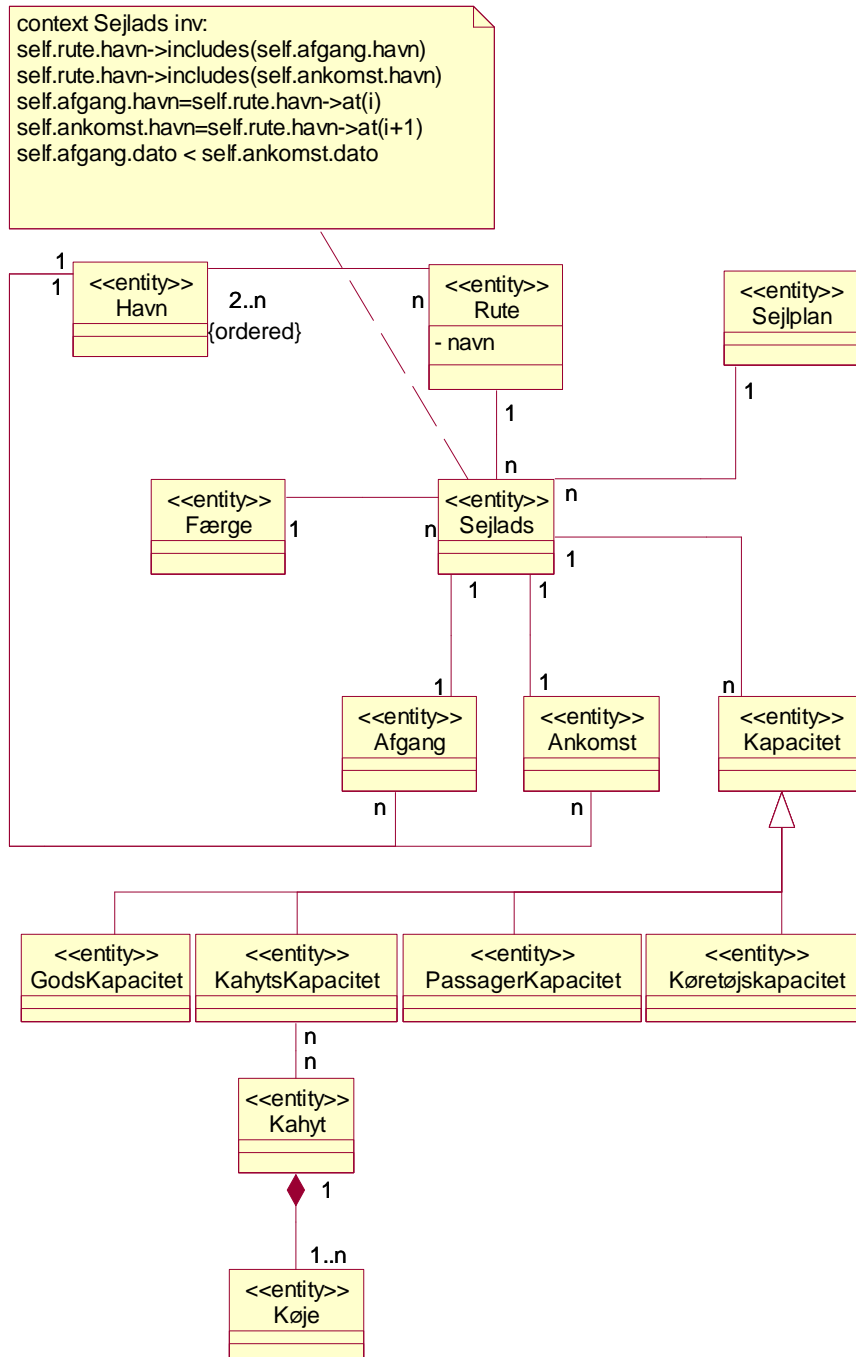 context Sejlads inv:
self.rute.havn->includes(self.afgang.havn)
self.rute.havn->includes(self.ankomst.havn)
self.afgang.havn=self.rute.havn->at(i)
self.ankomst.havn=self.rute.havn->at(i+1)
self.afgang.dato < self.ankomst.dato
1
1
<<entity>>
Havn
2..n
{ordered}
n
<<entity>>
Rute
- navn
<<entity>>
Sejlplan
1
1
n
n
<<entity>>
Færge
1
n
<<entity>>
Sejlads
1
1
1
1
1
n
<<entity>>
Afgang
<<entity>>
Ankomst
<<entity>>
Kapacitet
n
n
<<entity>>
GodsKapacitet
<<entity>>
KahytsKapacitet
<<entity>>
PassagerKapacitet
<<entity>>
Køretøjskapacitet
n
n
<<entity>>
Kahyt
1
1..n
<<entity>>
Køje